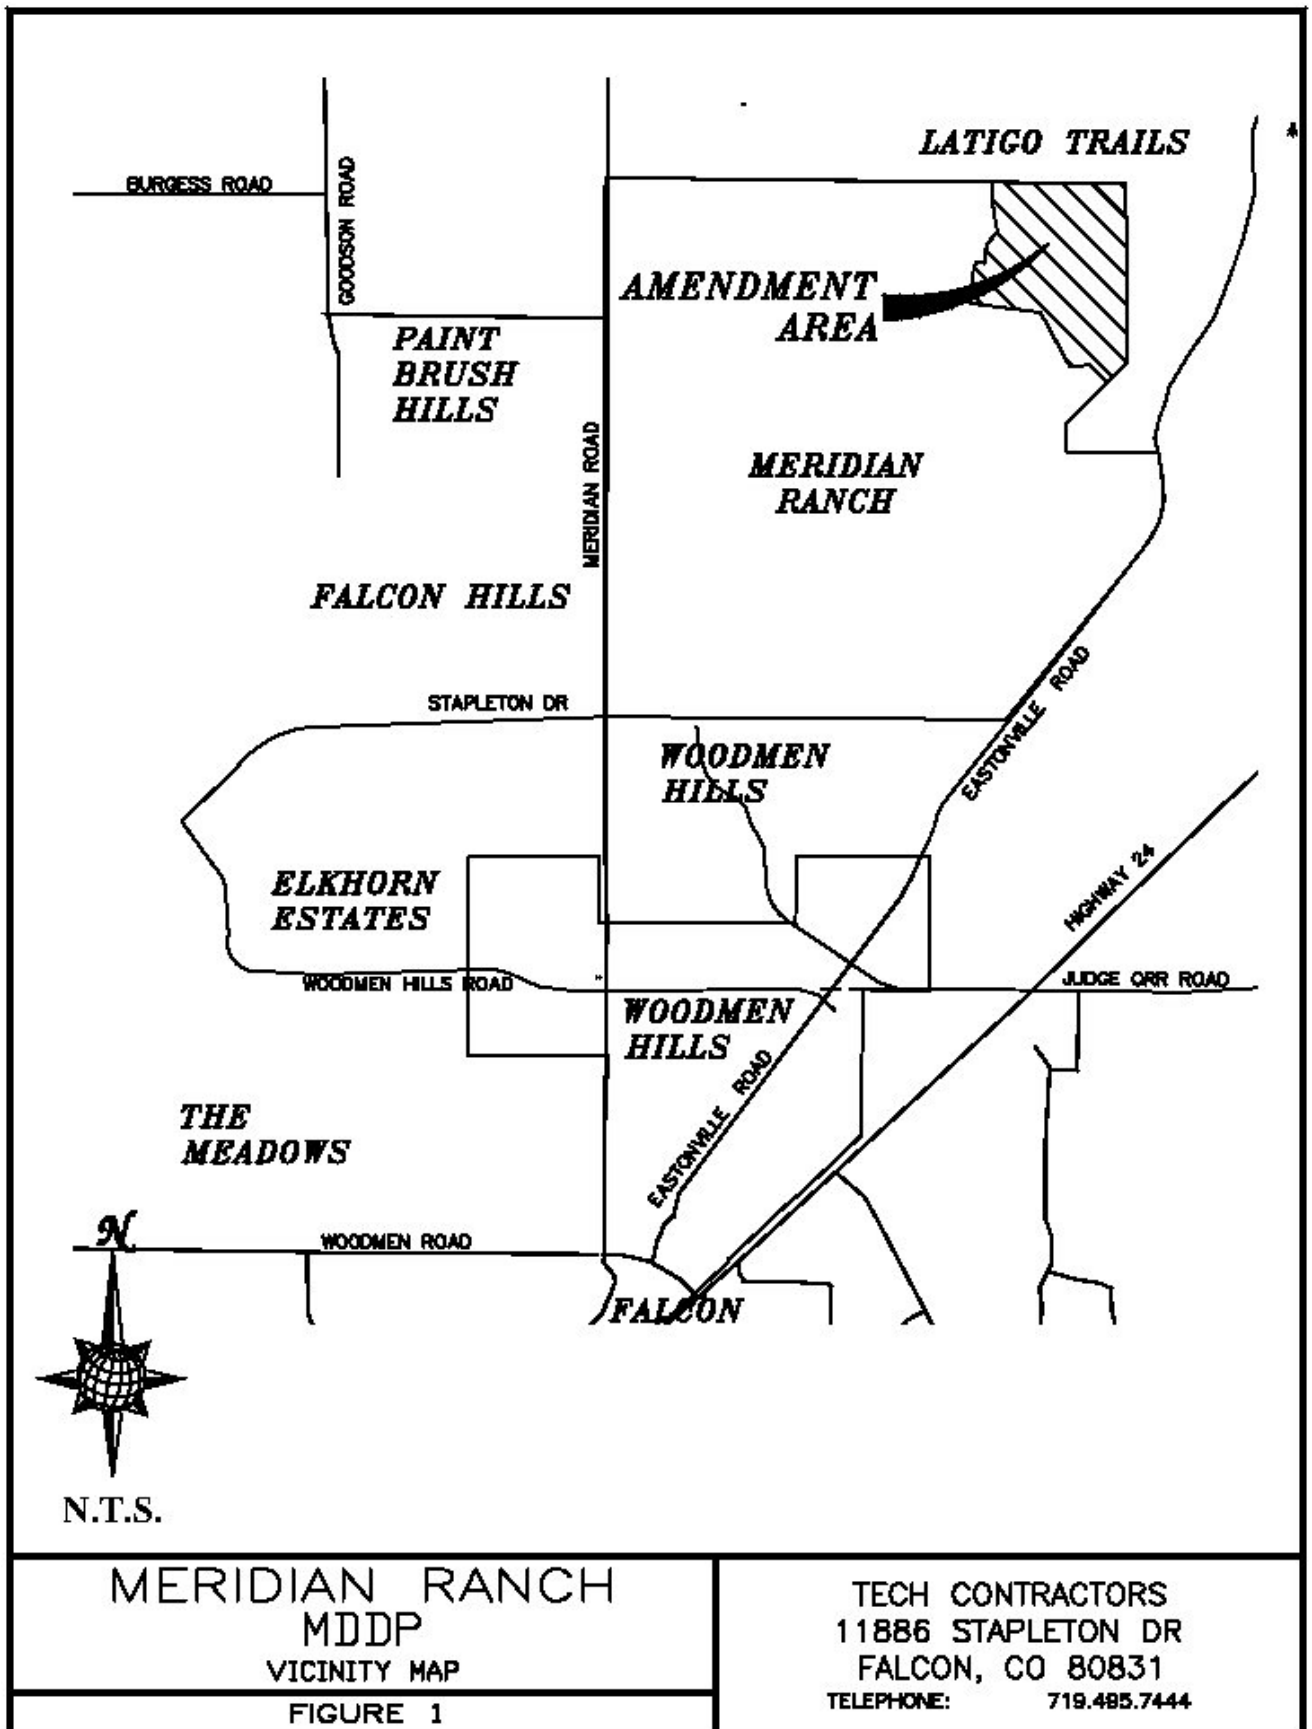 LATIGO TRAILS
BURGESS ROAD
GOODSON ROAD
AMENDMENT
AREA
PAINT
BRUSH
HILLS
MERIDIAN ROAD
MERIDIAN
RANCH
FALCON HILLS
STAPLETON DR
EASTONVILLE ROAD
WOODMEN
HILLS
HIGHWAY 24
ELKHORN
ESTATES
WOODMEN HILLS ROAD
JUDGE ORR ROAD
WOODMEN
HILLS
EASTONVILLE ROAD
THE
MEADOWS
N
WOODMEN ROAD
FALCON
N.T.S.
MERIDIAN RANCH
MDDP
VICINITY MAP
FIGURE 1
TECH CONTRACTORS
11886 STAPLETON DR
FALCON, CO 80831
TELEPHONE: 719.495.7444